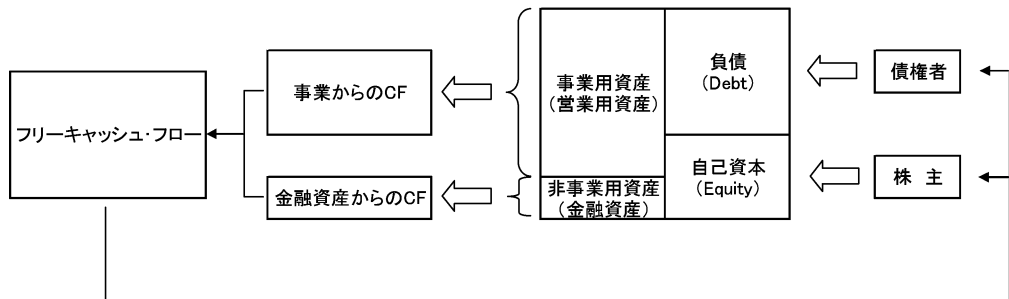 フリーキャッシュ・フロー
事業からのCF
金融資産からのCF
事業用資産
(営業用資産)
非事業用資産
(金融資産)
負債
(Debt)
自己資本
(Equity)
債権者
株 主